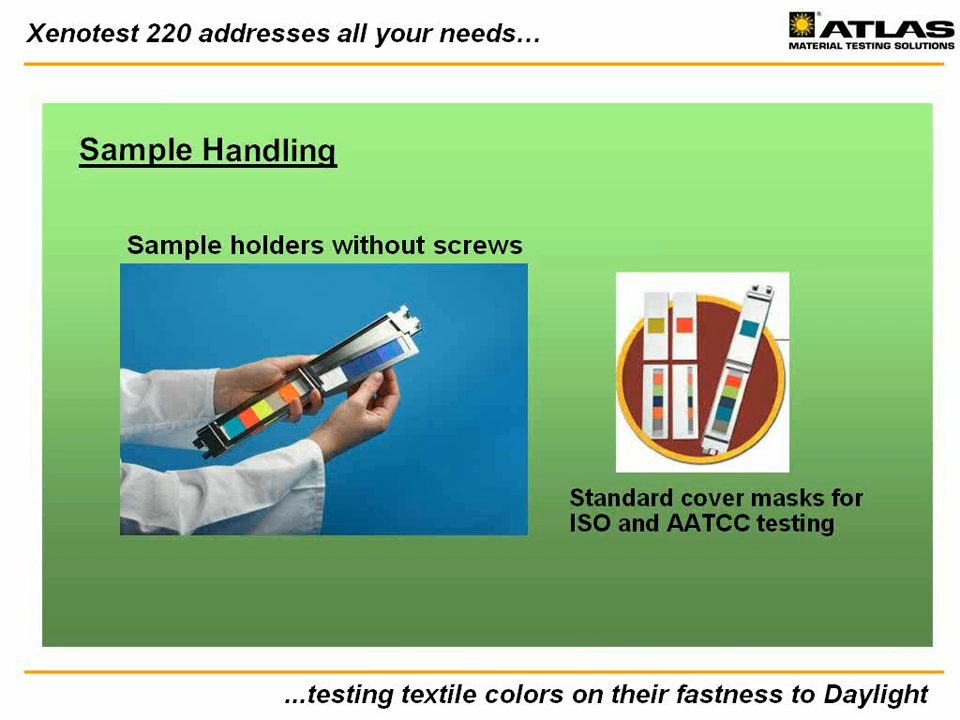 Xenotest 220 addresses all your needs…
ATLAS®
MATERIAL TESTING SOLUTIONS
Sample Handling
Sample holders without screws
Standard cover masks for
ISO and AATCC testing
...testing textile colors on their fastness to Daylight